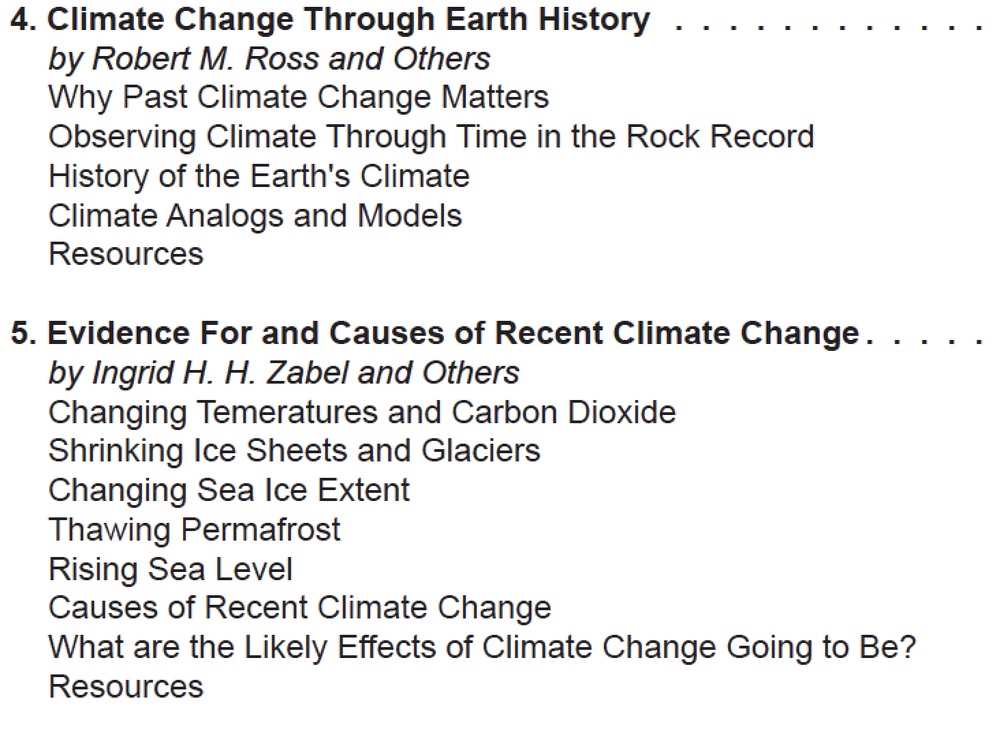 4. Climate Change Through Earth History . . . . . . . . . . . .
by Robert M. Ross and Others
Why Past Climate Change Matters
Observing Climate Through Time in the Rock Record
History of the Earth's Climate
Climate Analogs and Models
Resources
5. Evidence For and Causes of Recent Climate Change. . . . .
by Ingrid H. H. Zabel and Others
Changing Temeratures and Carbon Dioxide
Shrinking Ice Sheets and Glaciers
Changing Sea Ice Extent
Thawing Permafrost
Rising Sea Level
Causes of Recent Climate Change
What are the Likely Effects of Climate Change Going to Be?
Resources